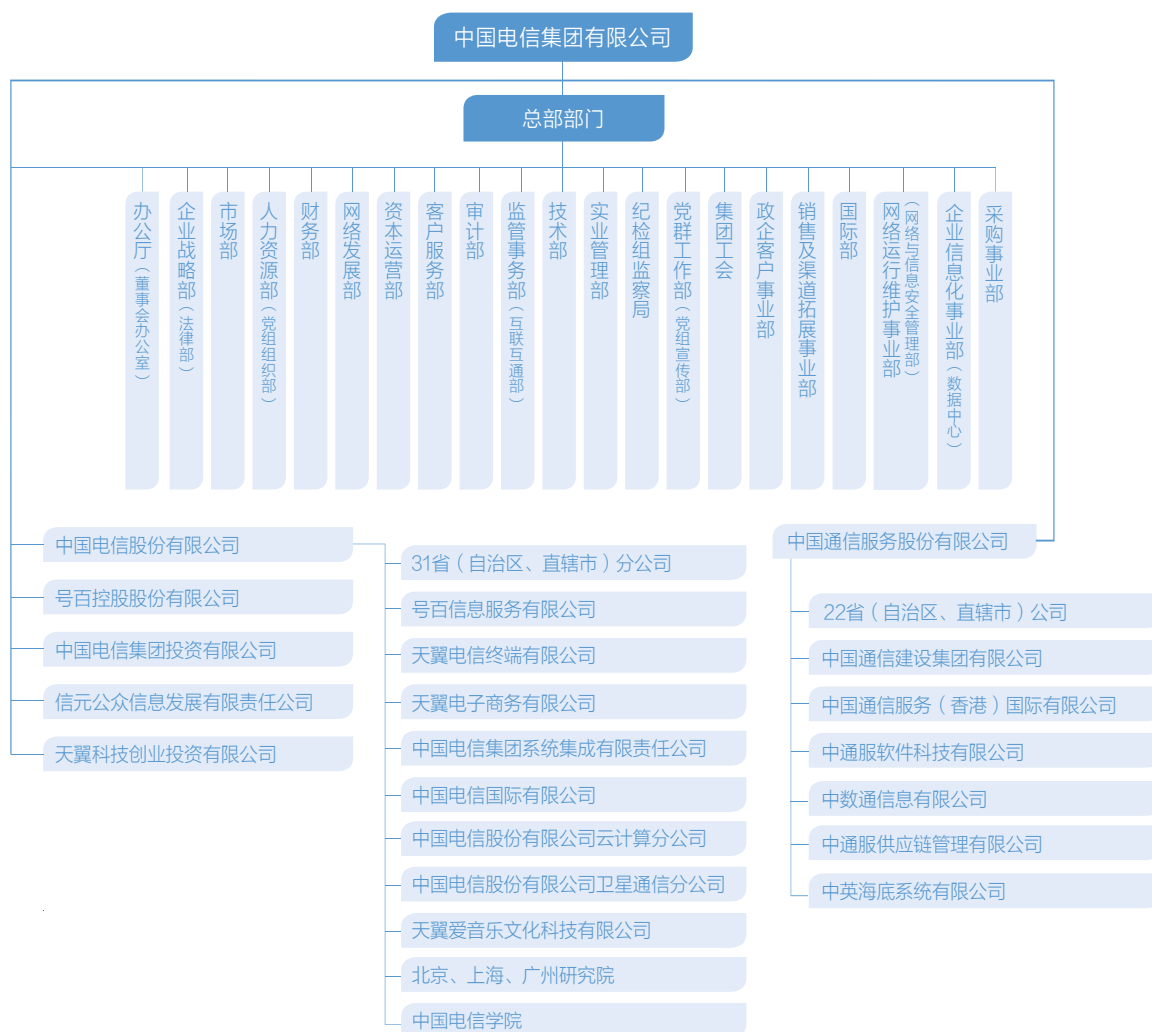 中国电信集团有限公司
总部部门
办公厅（董事会办公室）
企业战略部（法律部）
市场部
人力资源部（党组组织部）
财务部
网络发展部
资本运营部
客户服务部
审计部
监管事务部（互联互通部）
技术部
实业管理部
纪检组监察局
党群工作部（党组宣传部）
集团工会
政企客户事业部
销售及渠道拓展事业部
国际部
网络运行维护事业部
（网络与信息安全管理部）
企业信息化事业部（数据中心）
采购事业部
中国电信股份有限公司
号百控股股份有限公司
中国电信集团投资有限公司
信元公众信息发展有限责任公司
天翼科技创业投资有限公司
31省（自治区、直辖市）分公司
号百信息服务有限公司
天翼电信终端有限公司
天翼电子商务有限公司
中国电信集团系统集成有限责任公司
中国电信国际有限公司
中国电信股份有限公司云计算分公司
中国电信股份有限公司卫星通信分公司
天翼爱音乐文化科技有限公司
北京、上海、广州研究院
中国电信学院
中国通信服务股份有限公司
22省（自治区、直辖市）公司
中国通信建设集团有限公司
中国通信服务（香港）国际有限公司
中通服软件科技有限公司
中数通信息有限公司
中通服供应链管理有限公司
中英海底系统有限公司